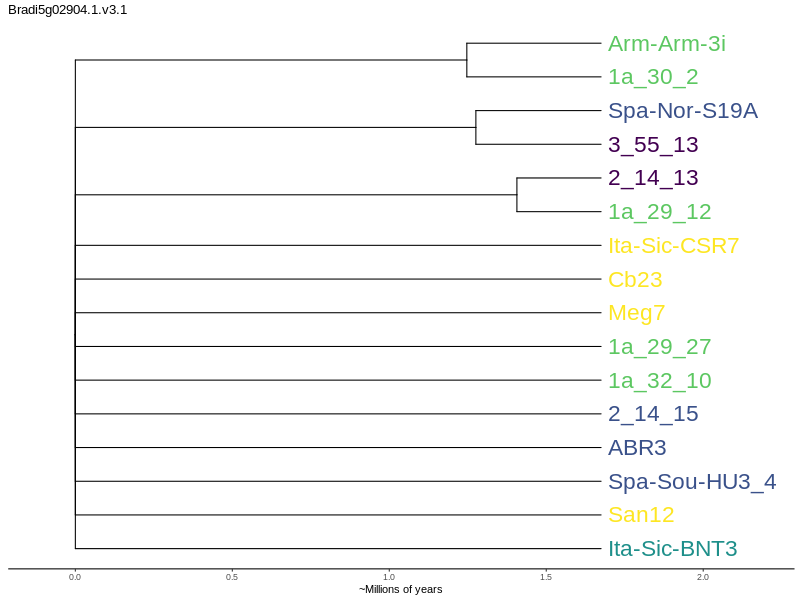 Bradi5g02904.1.v3.1
Arm-Arm-3i
1a_30_2
Spa-Nor-S19A
3_55_13
2_14_13
1a_29_12
Ita-Sic-CSR7
Cb23
Meg7
1a_29_27
1a_32_10
2_14_15
ABR3
Spa-Sou-HU3_4
San12
Ita-Sic-BNT3
0.0 0.5 1.0 1.5 2.0
~Millions of years